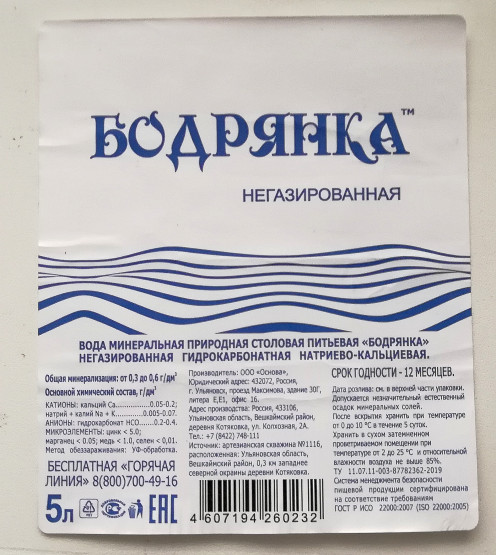 БОДРЯНКА™
НЕГАЗИРОВАННАЯ
ВОДА МИНЕРАЛЬНАЯ ПРИРОДНАЯ СТОЛОВАЯ ПИТЬЕВАЯ «БОДРЯНКА»
НЕГАЗИРОВАННАЯ ГИДРОКАРБОНАТНАЯ НАТРИЕВО-КАЛЬЦИЕВАЯ.
Общая минерализация: от 0,3 до 0,6 г/дм³
Основной химический состав, г/дм³
КАТИОНЫ: кальций Ca..............0.05-0.2;
натрий + калий Na + K..............0.005-0.07.
АНИОНЫ: гидрокарбонат HCO.......0.2-0.4.
МИКРОЭЛЕМЕНТЫ: цинк < 5.0;
марганец < 0.05; медь < 1.0, селен < 0,01.
Метод обеззараживания: УФ-обработка.
БЕСПЛАТНАЯ «ГОРЯЧАЯ
ЛИНИЯ» 8(800)700-49-16
5л
EAC
Производитель: ООО «Основа»,
Юридический адрес: 432072, Россия,
г. Ульяновск, проезд Максимова, здание 30Г,
литера Е,Е1, офис 16.
Адрес производства: Россия, 433106,
Ульяновская область, Вешкаймский район,
деревня Котяковка, ул. Колхозная, 2А.
Тел.: +7 (8422) 748-111
Источник: артезианская скважина №1116,
расположенная: Ульяновская область,
Вешкаймский район, 0,3 км западнее
северной окраины деревни Котяковка.
4 607194 260232
СРОК ГОДНОСТИ - 12 МЕСЯЦЕВ.
Дата розлива: см. в верхней части упаковки.
Допускается незначительный естественный
осадок минеральных солей.
После вскрытия хранить при температуре
от 0 до 10 °С в течение 5 суток.
Хранить в сухом затемненном
проветриваемом помещении при
температуре от 2 до 25 °С и относительной
влажности воздуха не выше 85%.
ТУ 11.07.11-003-87782362-2019
Система менеджмента безопасности
пищевой продукции сертифицирована
на соответствие требованиям
ГОСТ Р ИСО 22000:2007 (ISO 22000:2005)